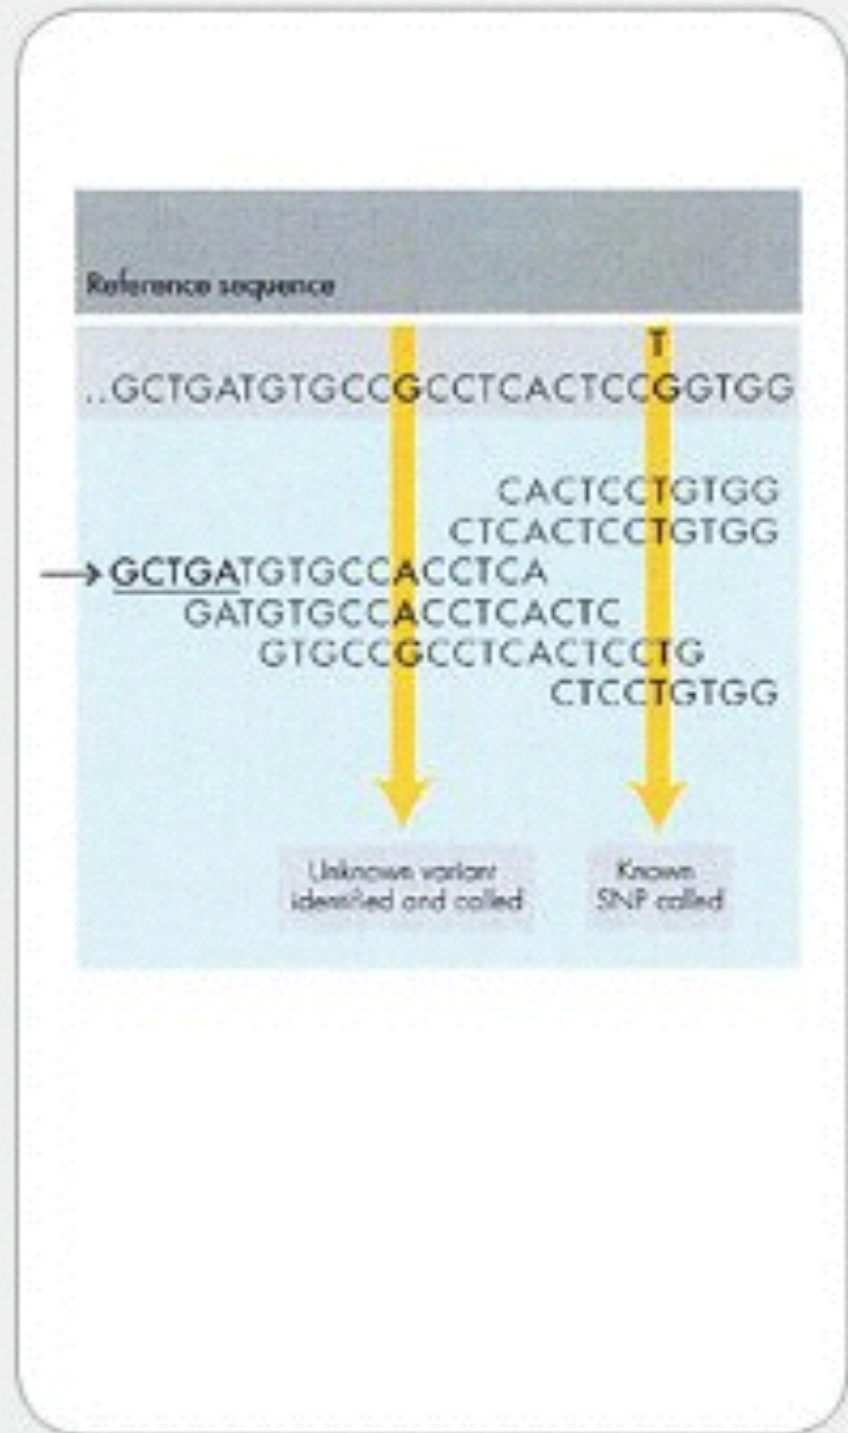 Reference sequence
T
..GCTGATGTGCCGCCTCACTCCGGTGG
CACTCCTGTGG
CTCACTCCTGTGG
GCTGATGTGCCACCTCA
GATGTGCCACCTCACTC
GTGCCGCCTCACTCCTG
CTCCTGTGG
Unknown variant
identified and called
Known
SNP called